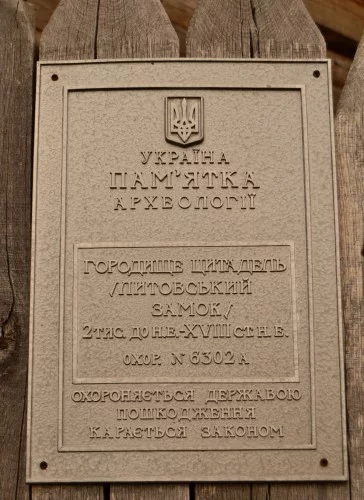 УКРАЇНА
ПАМ'ЯТКА
АРХЕОЛОГІЇ
ГОРОДИЩЕ ЦИТАДЕЛЬ
/ЛИТОВСЬКИЙ
ЗАМОК/
2 ТИС. ДО Н.Е.-XVIII СТ. Н.Е.
ОХОР. N 6302 А
ОХОРОНЯЄТЬСЯ ДЕРЖАВОЮ
ПОШКОДЖЕННЯ
КАРАЄТЬСЯ ЗАКОНОМ